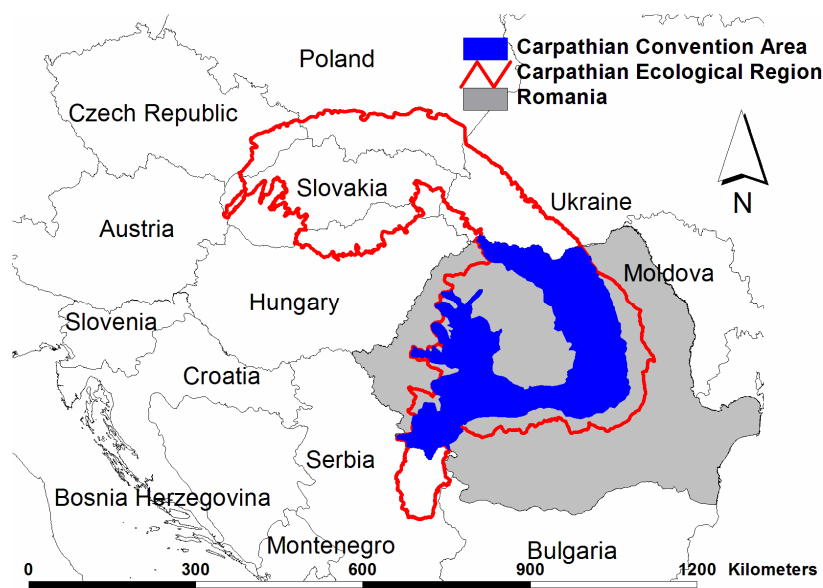 Poland
Carpathian Convention Area
Carpathian Ecological Region
Romania
Czech Republic
Slovakia
Ukraine
N
Austria
Moldova
Hungary
Slovenia
Croatia
Serbia
Bosnia Herzegovina
Montenegro
Bulgaria
0 300 600 900 1200 Kilometers